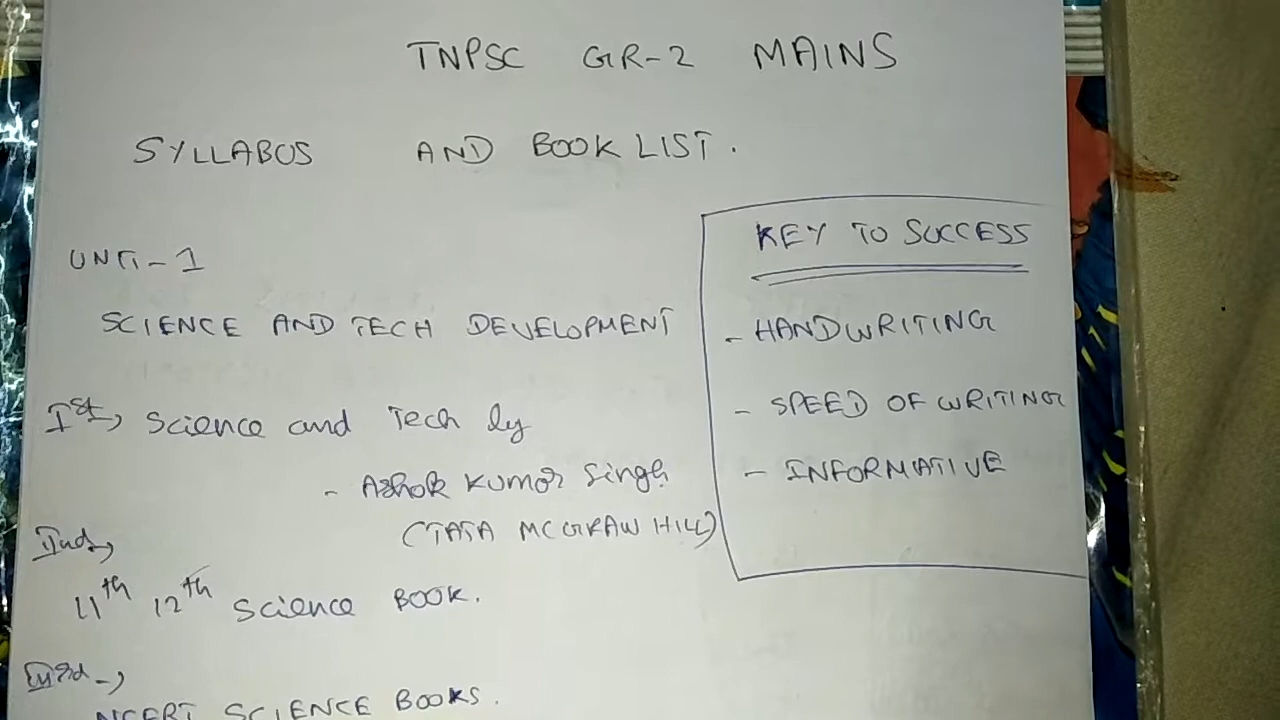 TNPSC GR-2 MAINS
SYLLABUS AND BOOK LIST.
UNIT-1
SCIENCE AND TECH DEVELOPMENT
Ist, Science and Tech by
- Ashok Kumar Singh
(TATA MCGRAW HILL)
IInd,
11th 12th Science BOOK.
IIIrd -,
NCERT SCIENCE BOOKS.
KEY TO SUCCESS
- HANDWRITING
- SPEED OF WRITING
- INFORMATIVE